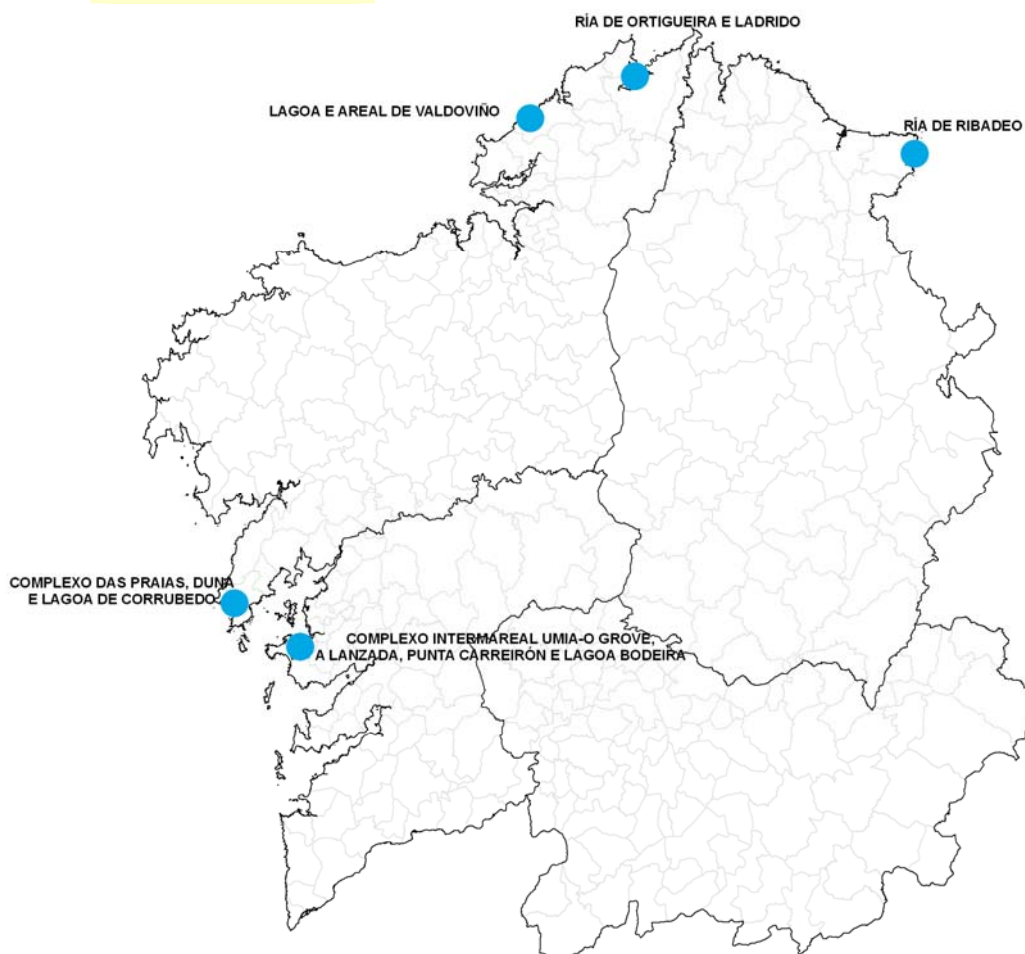 RÍA DE ORTIGUEIRA E LADRIDO
LAGOA E AREAL DE VALDOVIÑO
RÍA DE RIBADEO
COMPLEXO DAS PRAIAS, DUNA
E LAGOA DE CORRUBEDO
COMPLEXO INTERMAREAL UMIA-O GROVE,
A LANZADA, PUNTA CARREIRÓN E LAGOA BODEIRA